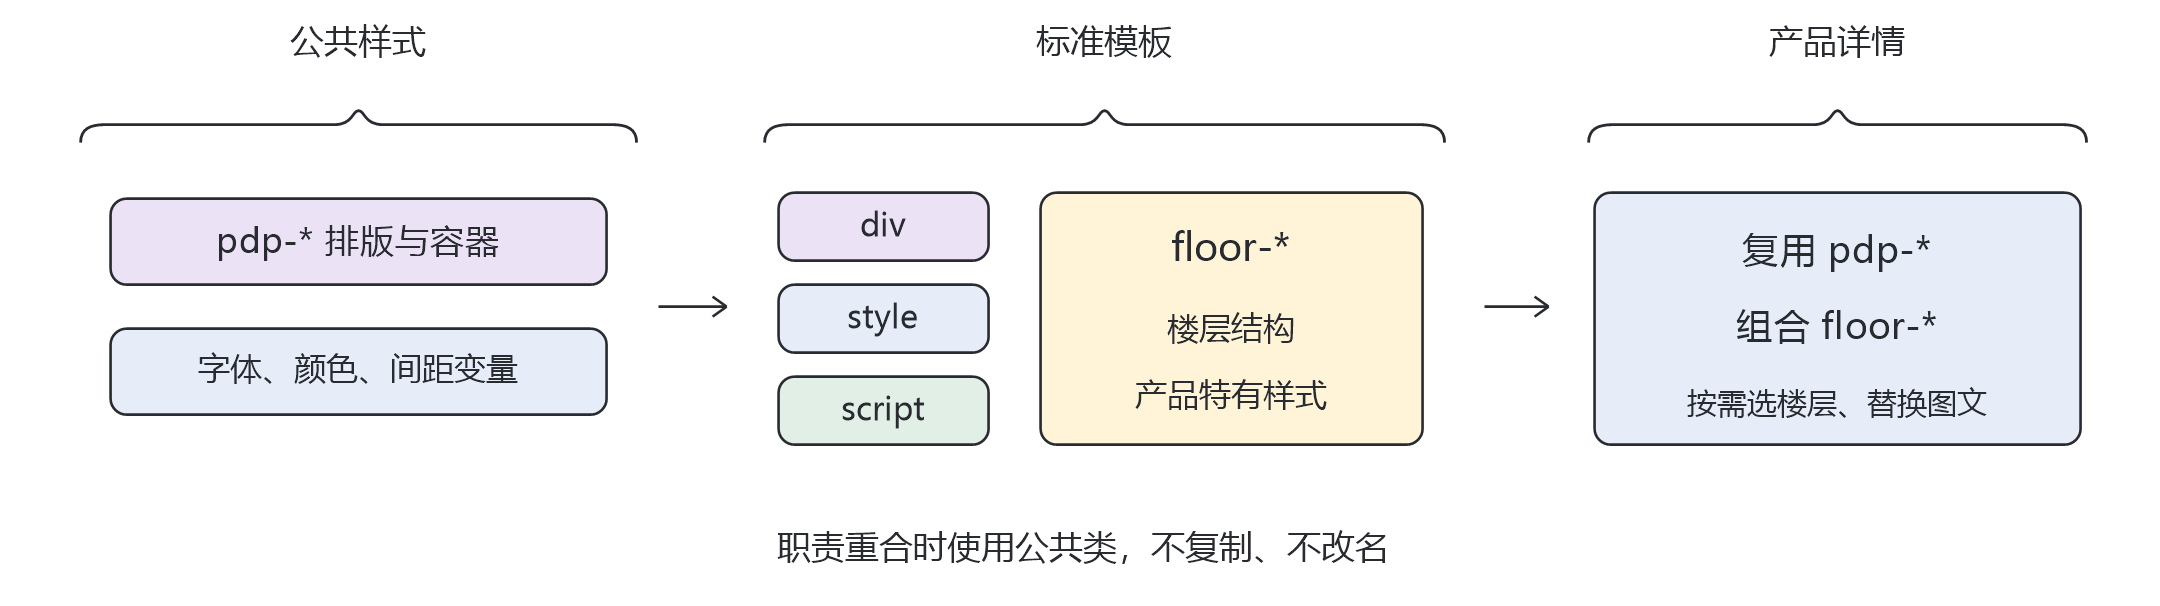 公共样式
标准模板
产品详情
pdp-* 排版与容器
字体、颜色、间距变量
div
style
script
floor-*
楼层结构
产品特有样式
复用 pdp-*
组合 floor-*
按需选楼层、替换图文
职责重合时使用公共类，不复制、不改名